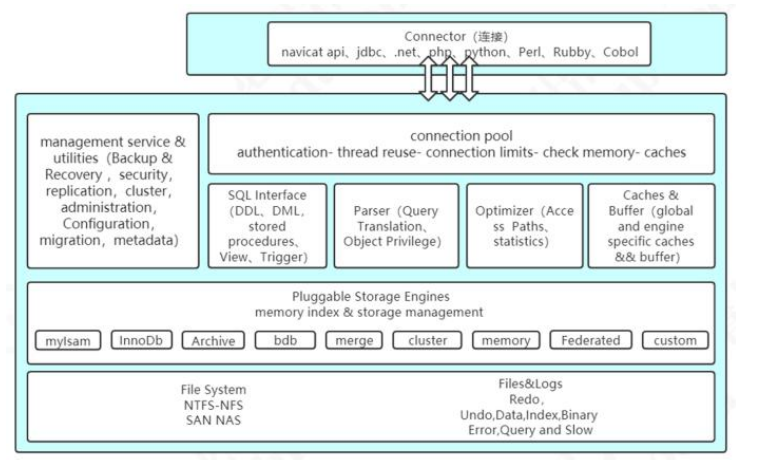 Connector（连接）
navicat api、jdbc、.net、php、python、Perl、Rubby、Cobol
management service &
utilities（Backup &
Recovery ，security,
replication, cluster,
administration,
Configuration,
migration, metadata）
connection pool
authentication- thread reuse- connection limits- check memory- caches
SQL Interface
（DDL、DML，
stored
procedures、
View、Trigger）
Parser（Query
Translation、
Object Privilege）
Optimizer（Acce
ss Paths、
statistics）
Caches &
Buffer（global
and engine
specific caches
&& buffer）
Pluggable Storage Engines
memory index & storage management
myIsam
InnoDb
Archive
bdb
merge
cluster
memory
Federated
custom
File System
NTFS-NFS
SAN NAS
Files&Logs
Redo，
Undo,Data,Index,Binary
Error,Query and Slow